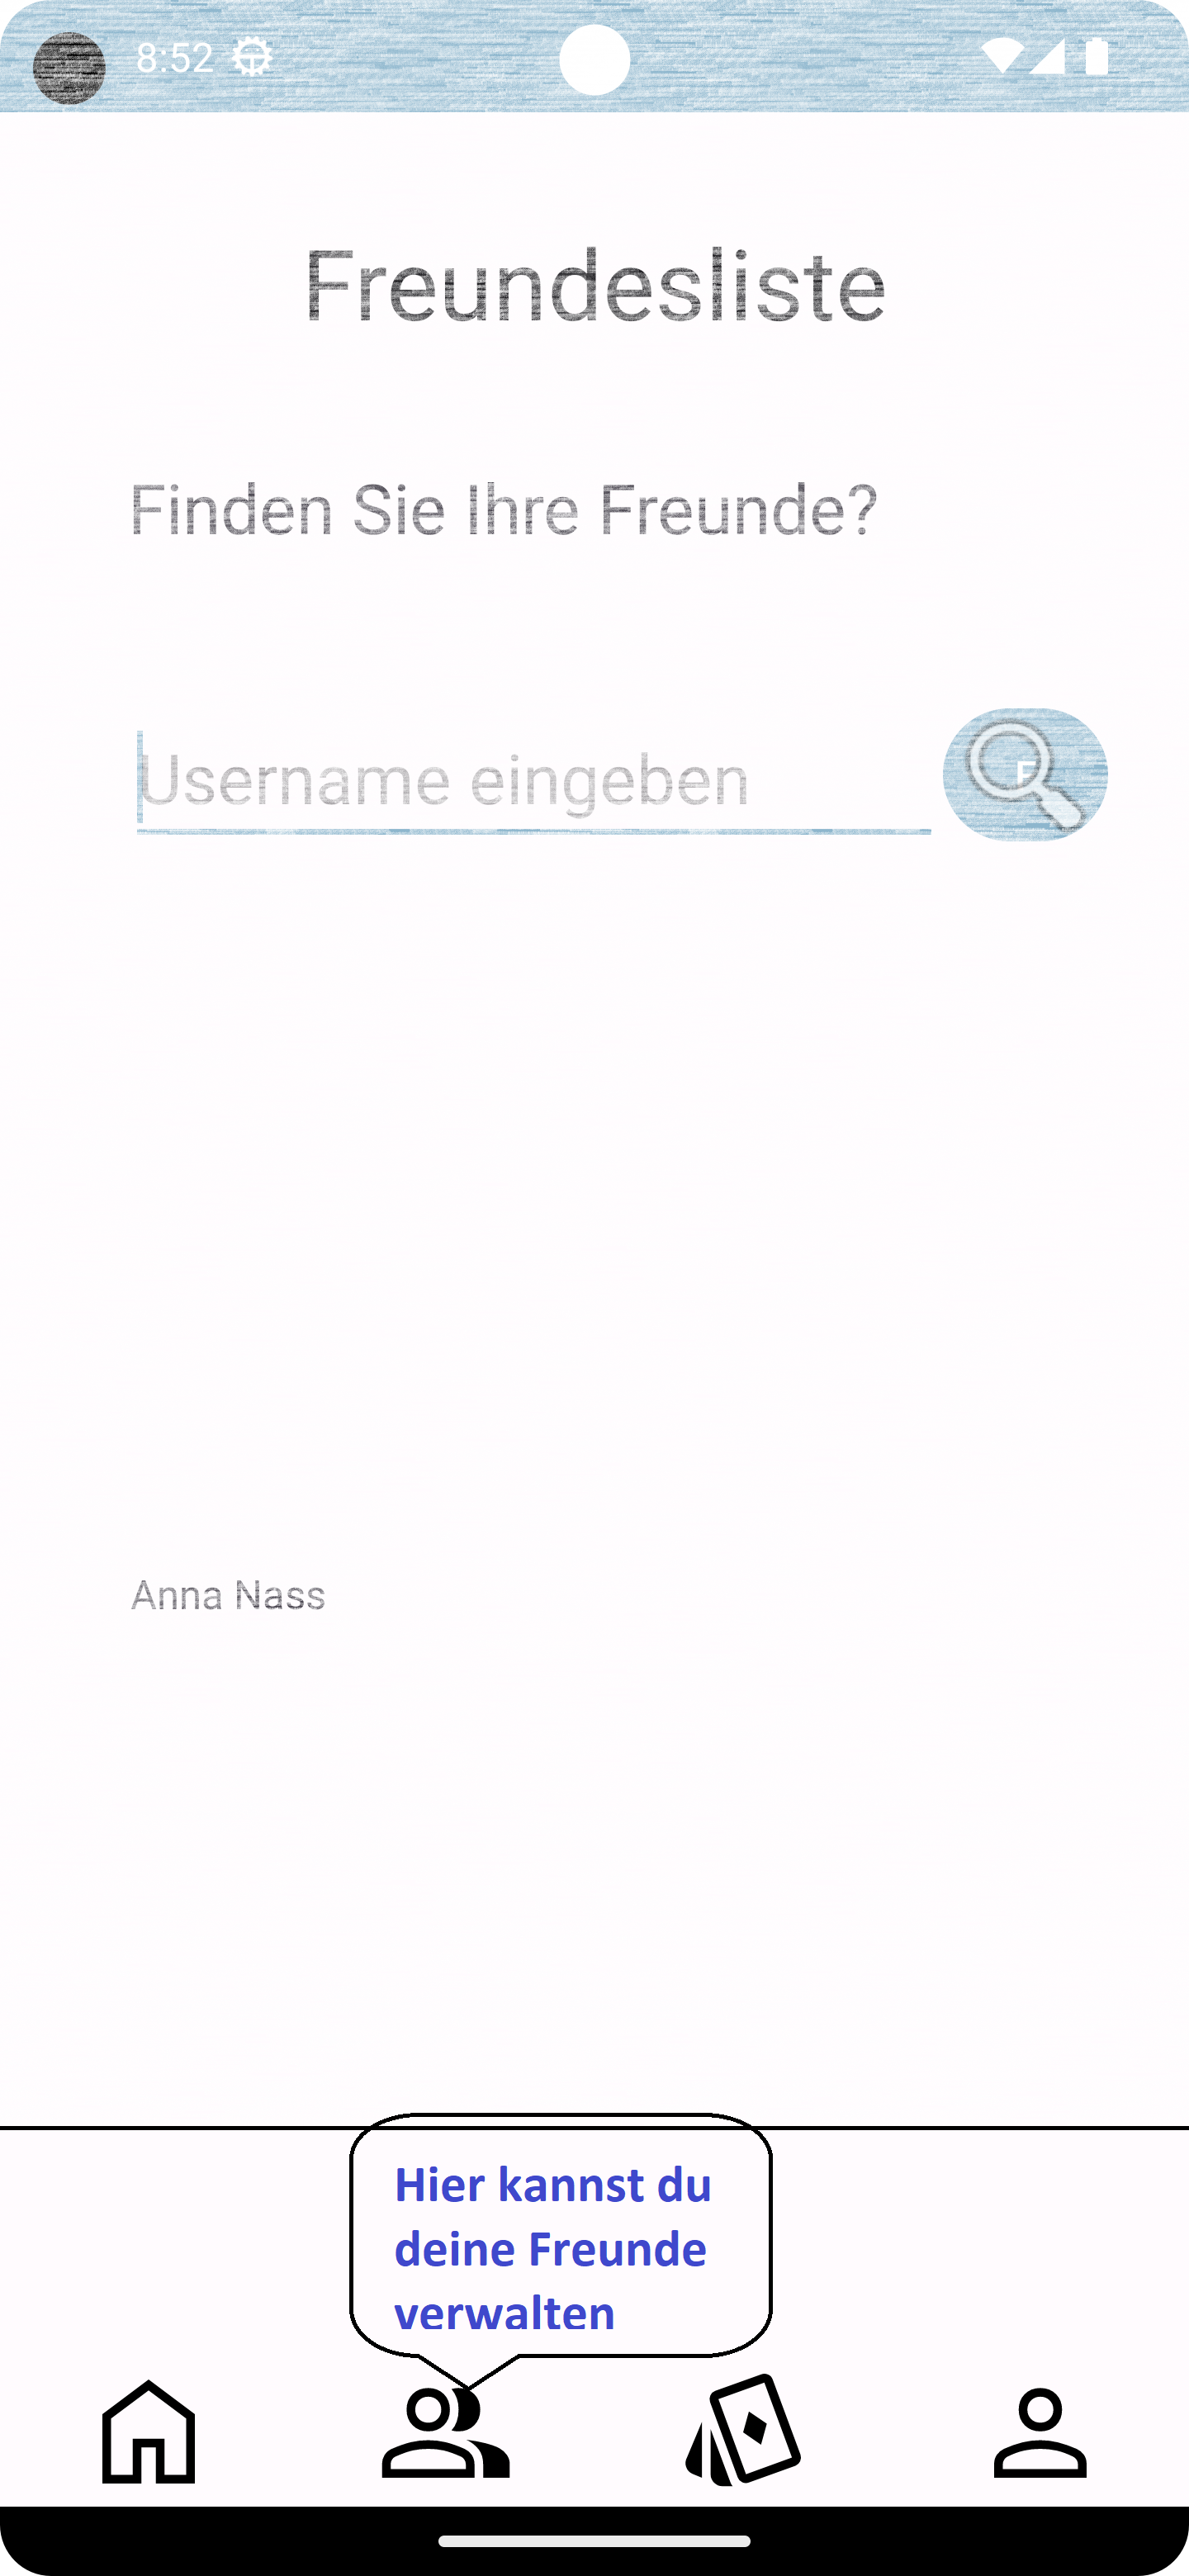 8:52
Freundesliste
Finden Sie Ihre Freunde?
Username eingeben
F
Anna Nass
Hier kannst du
deine Freunde
verwalten